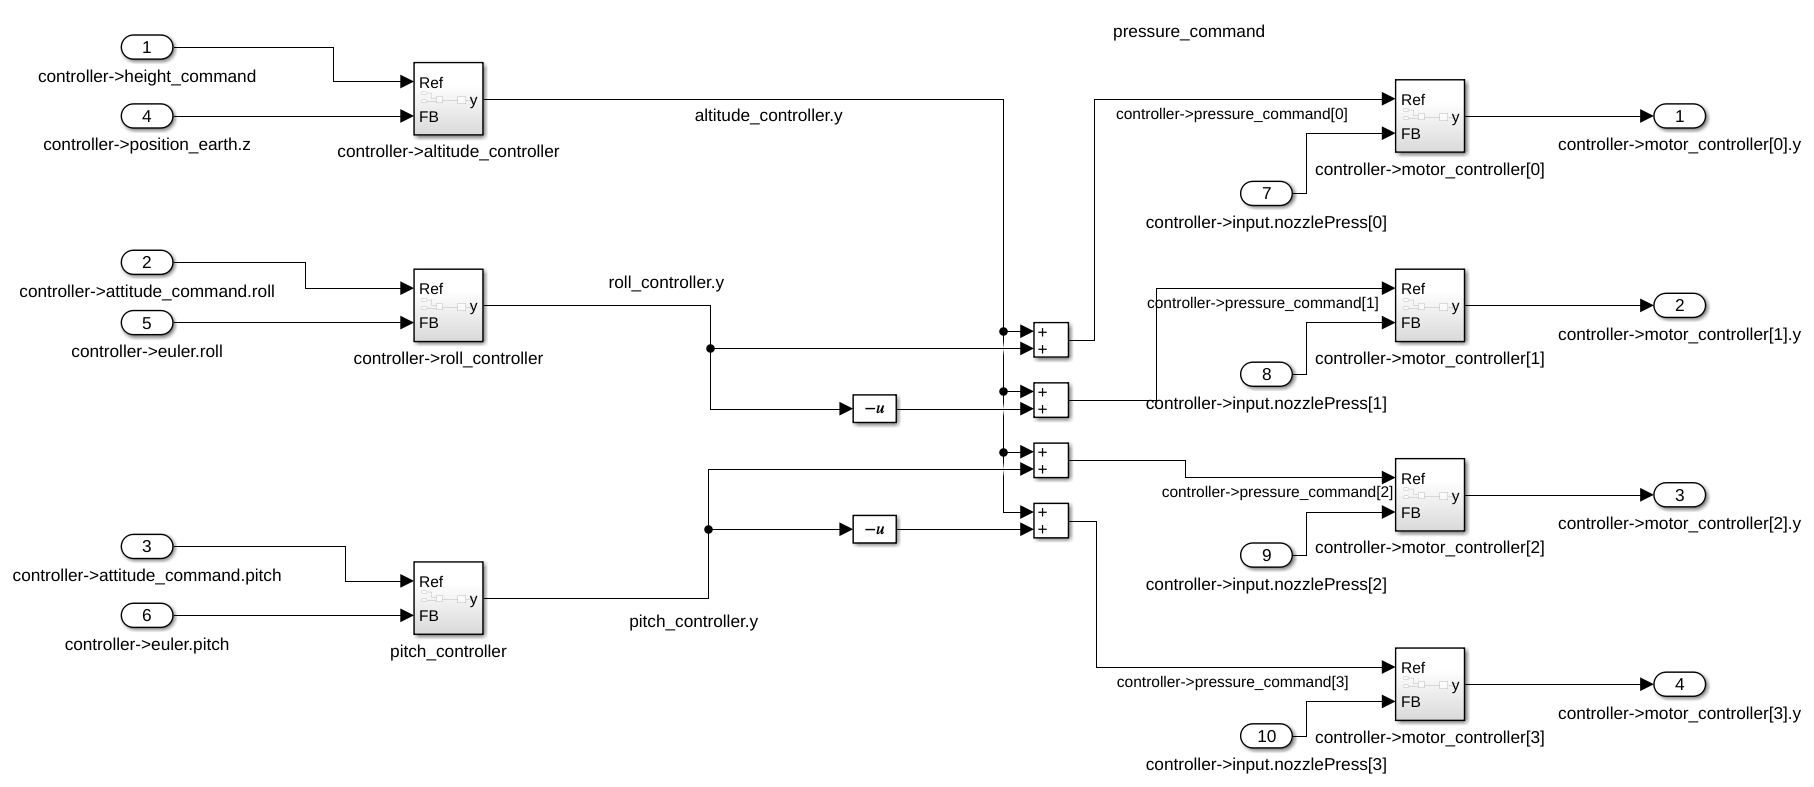 pressure_command
1
controller->height_command
4
controller->position_earth.z
Ref
FB
y
controller->altitude_controller
altitude_controller.y
2
controller->attitude_command.roll
5
controller->euler.roll
Ref
FB
y
controller->roll_controller
roll_controller.y
3
controller->attitude_command.pitch
6
controller->euler.pitch
Ref
FB
y
pitch_controller
pitch_controller.y
−u
−u
+
+
+
+
+
+
+
+
controller->pressure_command[0]
7
controller->input.nozzlePress[0]
Ref
FB
y
controller->motor_controller[0]
1
controller->motor_controller[0].y
controller->pressure_command[1]
8
controller->input.nozzlePress[1]
Ref
FB
y
controller->motor_controller[1]
2
controller->motor_controller[1].y
controller->pressure_command[2]
9
controller->input.nozzlePress[2]
Ref
FB
y
controller->motor_controller[2]
3
controller->motor_controller[2].y
controller->pressure_command[3]
10
controller->input.nozzlePress[3]
Ref
FB
y
controller->motor_controller[3]
4
controller->motor_controller[3].y